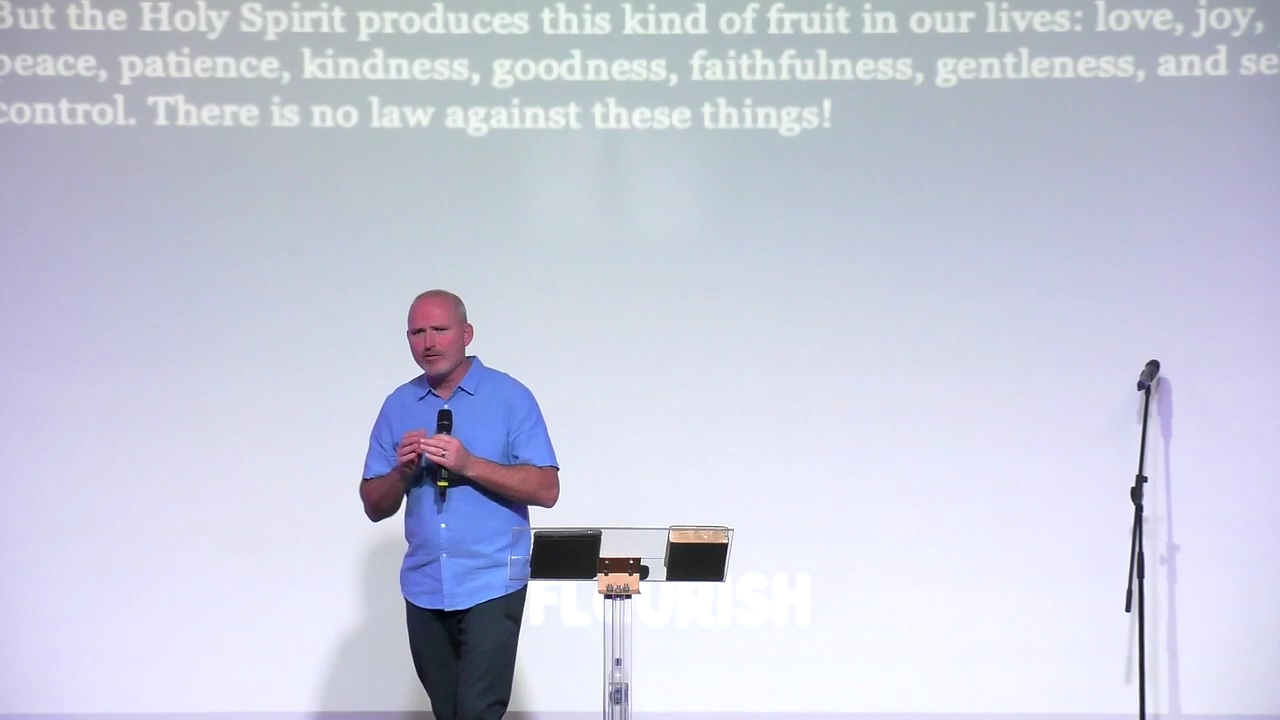 But the Holy Spirit produces this kind of fruit in our lives: love, joy,
peace, patience, kindness, goodness, faithfulness, gentleness, and se
control. There is no law against these things!
FLOURISH